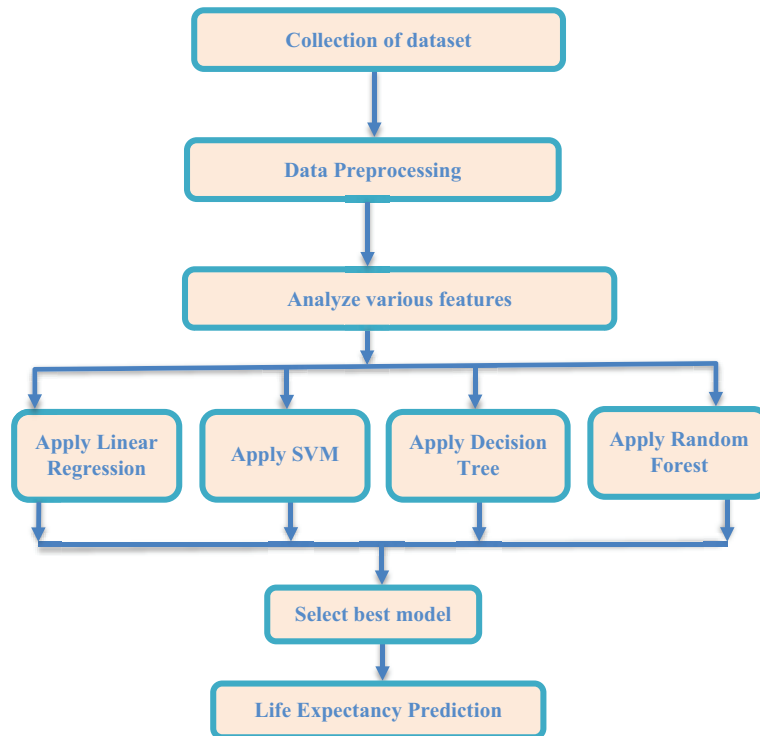 Collection of dataset
Data Preprocessing
Analyze various features
Apply Linear
Regression
Apply SVM
Apply Decision
Tree
Apply Random
Forest
Select best model
Life Expectancy Prediction